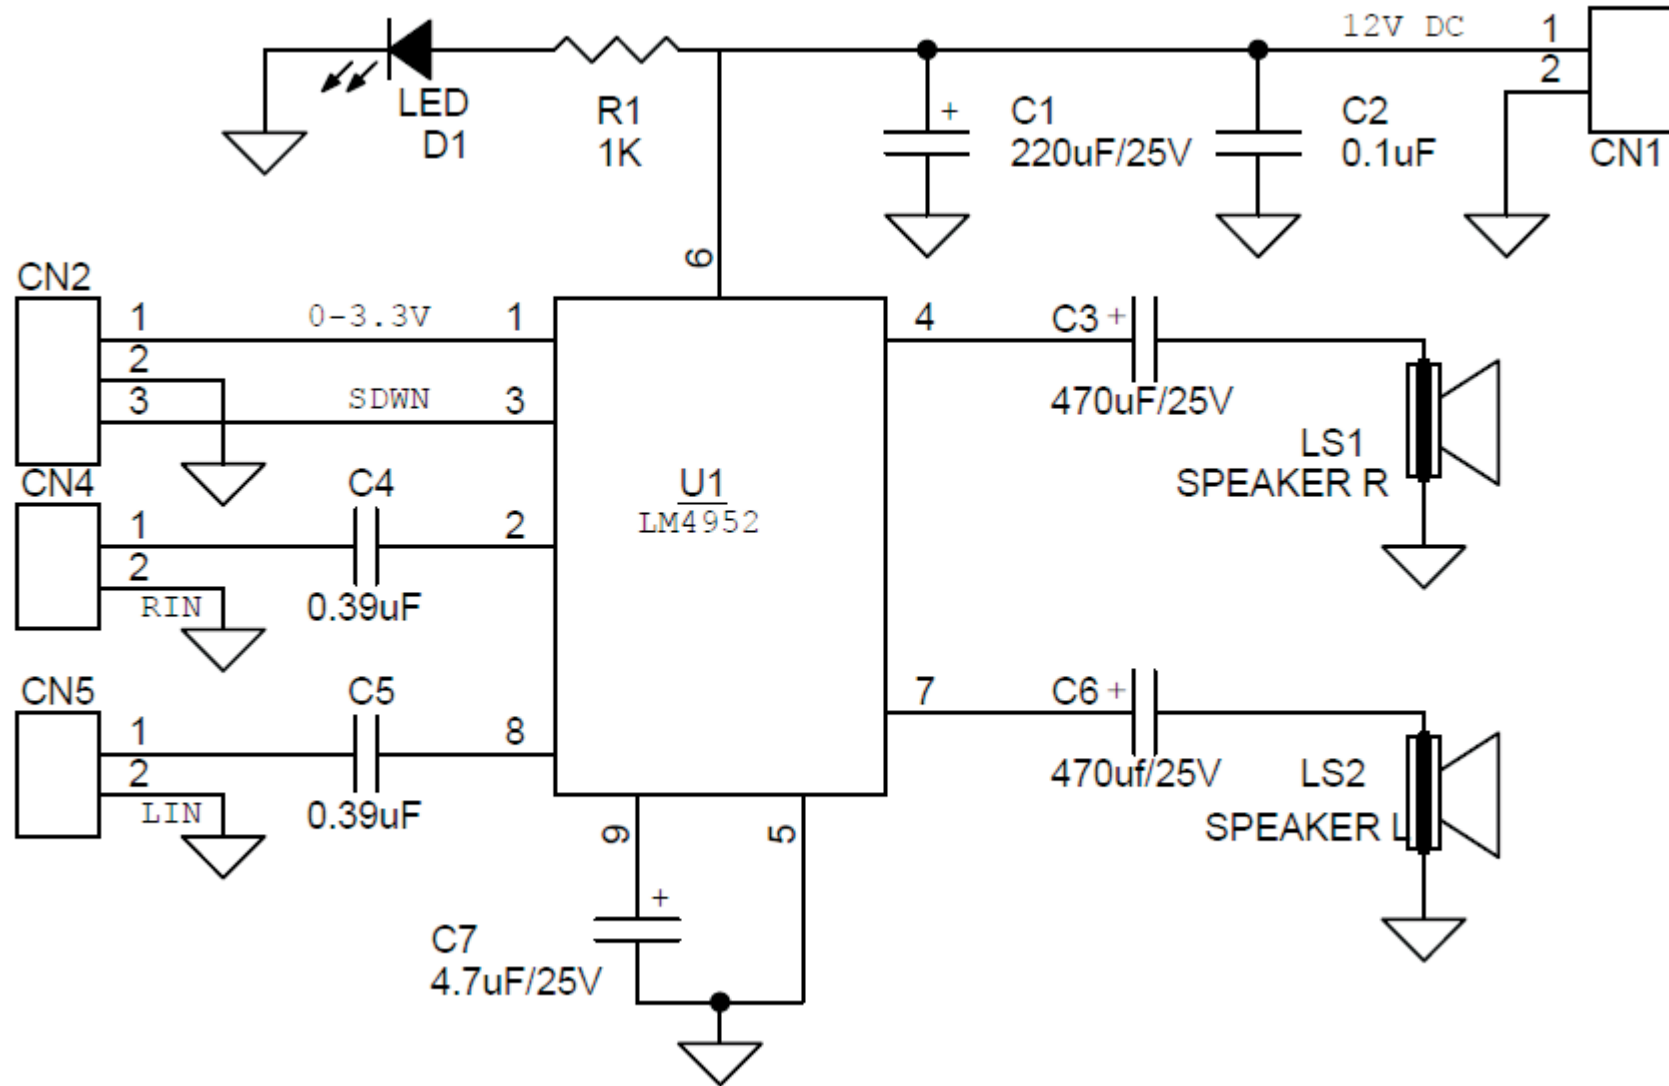 12V DC
1
2
CN1
LED
D1
R1
1K
+
C1
220uF/25V
C2
0.1uF
6
CN2
1
2
3
0-3.3V
1
SDWN
3
4
C3 +
470uF/25V
LS1
SPEAKER R
U1
LM4952
CN4
1
2
RIN
C4
0.39uF
2
CN5
1
2
LIN
C5
0.39uF
8
7
C6 +
470uf/25V
LS2
SPEAKER L
9
5
+
C7
4.7uF/25V